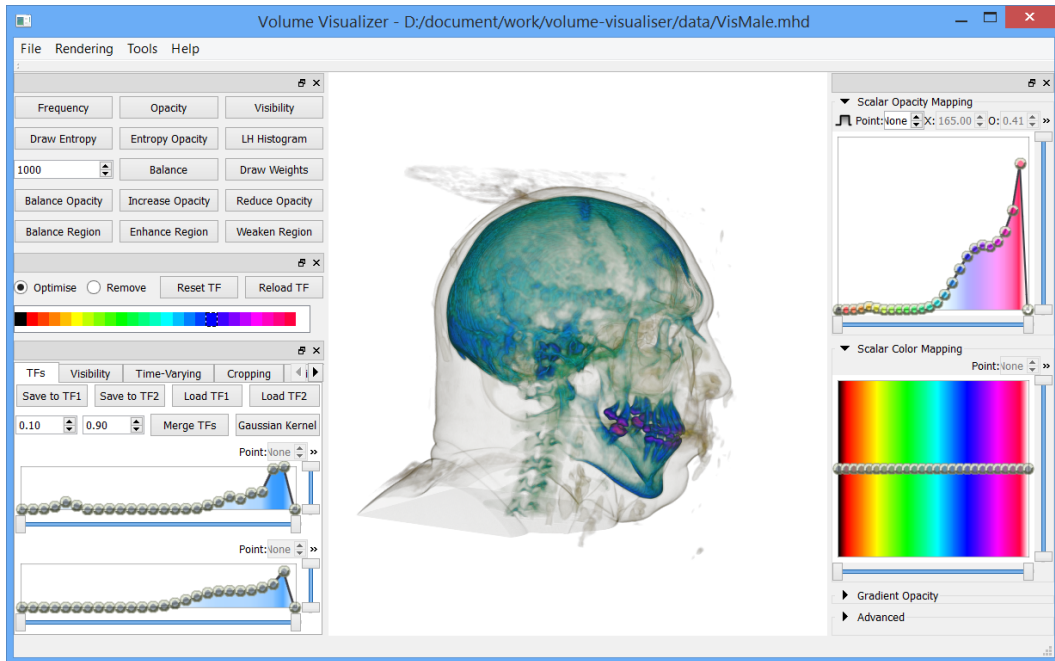 Volume Visualizer - D:/document/work/volume-visualiser/data/VisMale.mhd
File Rendering Tools Help
Frequency Opacity Visibility
Draw Entropy Entropy Opacity LH Histogram
1000 Balance Draw Weights
Balance Opacity Increase Opacity Reduce Opacity
Balance Region Enhance Region Weaken Region
Optimise Remove Reset TF Reload TF
TFs Visibility Time-Varying Cropping
Save to TF1 Save to TF2 Load TF1 Load TF2
0.10 0.90 Merge TFs Gaussian Kernel
Point: None »
Point: None »
Scalar Opacity Mapping
Point: None X: 165.00 O: 0.41 »
Scalar Color Mapping
Point: None »
Gradient Opacity
Advanced